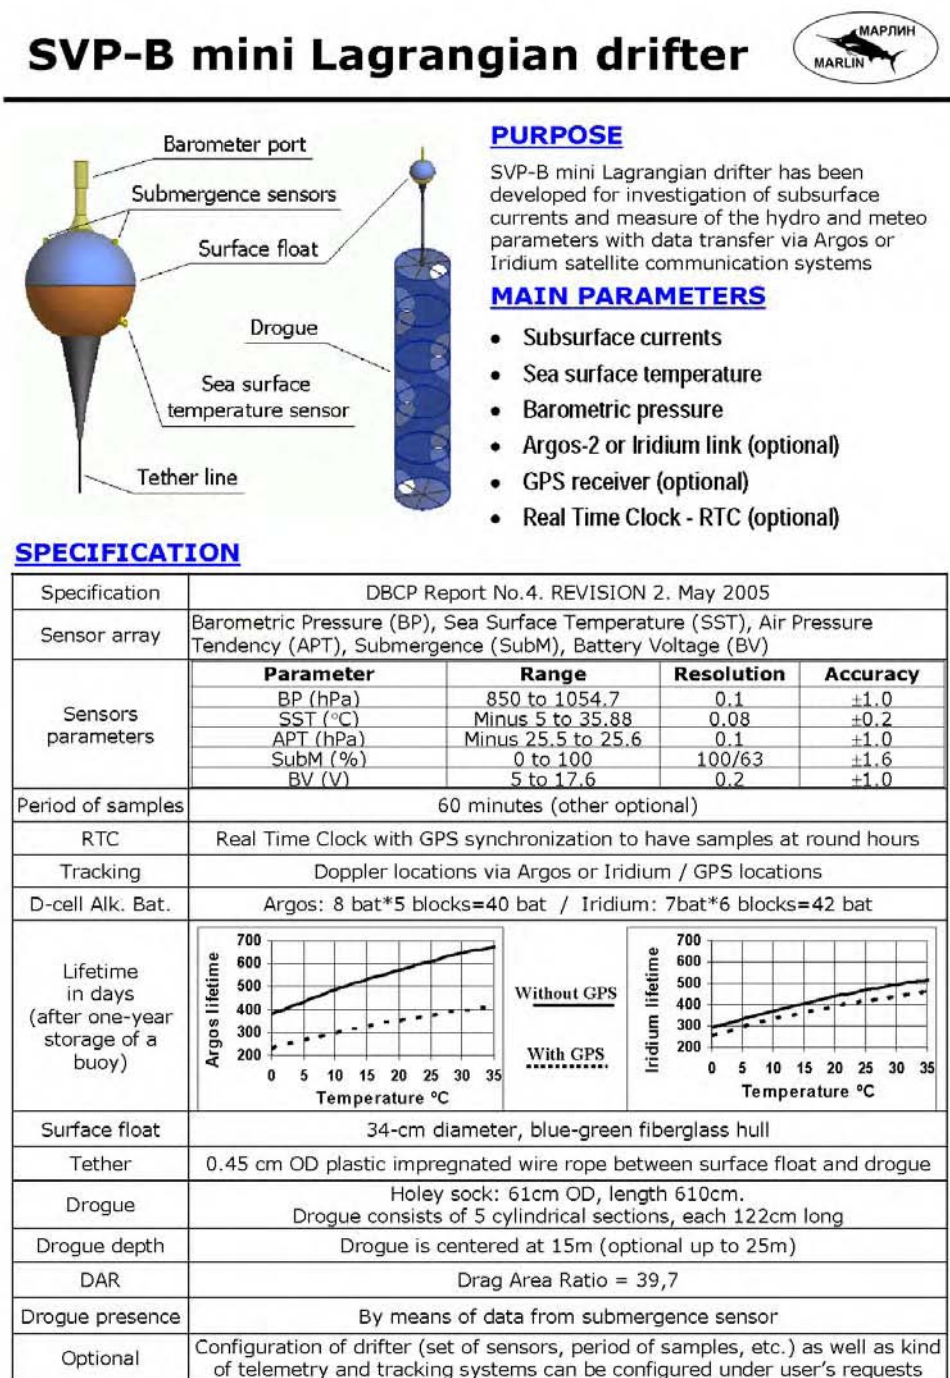 SVP-B mini Lagrangian drifter
МАРЛИН
MARLIN
Barometer port
Submergence sensors
Surface float
Drogue
Sea surface
temperature sensor
Tether line
PURPOSE
SVP-B mini Lagrangian drifter has been
developed for investigation of subsurface
currents and measure of the hydro and meteo
parameters with data transfer via Argos or
Iridium satellite communication systems
MAIN PARAMETERS
• Subsurface currents
• Sea surface temperature
• Barometric pressure
• Argos-2 or Iridium link (optional)
• GPS receiver (optional)
• Real Time Clock - RTC (optional)
SPECIFICATION
Specification DBCP Report No.4. REVISION 2. May 2005
Sensor array Barometric Pressure (BP), Sea Surface Temperature (SST), Air Pressure
Tendency (APT), Submergence (SubM), Battery Voltage (BV)
Sensors
parameters
Parameter Range Resolution Accuracy
BP (hPa) 850 to 1054.7 0.1 ±1.0
SST (°C) Minus 5 to 35.88 0.08 ±0.2
APT (hPa) Minus 25.5 to 25.6 0.1 ±1.0
SubM (%) 0 to 100 100/63 ±1.6
BV (V) 5 to 17.6 0.2 ±1.0
Period of samples 60 minutes (other optional)
RTC Real Time Clock with GPS synchronization to have samples at round hours
Tracking Doppler locations via Argos or Iridium / GPS locations
D-cell Alk. Bat. Argos: 8 bat*5 blocks=40 bat / Iridium: 7bat*6 blocks=42 bat
Lifetime
in days
(after one-year
storage of a
buoy)
Argos lifetime
700
600
500
400
300
200
0 5 10 15 20 25 30 35
Temperature ºC
Without GPS
With GPS
Iridium lifetime
700
600
500
400
300
200
0 5 10 15 20 25 30 35
Temperature ºC
Surface float 34-cm diameter, blue-green fiberglass hull
Tether 0.45 cm OD plastic impregnated wire rope between surface float and drogue
Drogue Holey sock: 61cm OD, length 610cm.
Drogue consists of 5 cylindrical sections, each 122cm long
Drogue depth Drogue is centered at 15m (optional up to 25m)
DAR Drag Area Ratio = 39,7
Drogue presence By means of data from submergence sensor
Optional Configuration of drifter (set of sensors, period of samples, etc.) as well as kind
of telemetry and tracking systems can be configured under user's requests